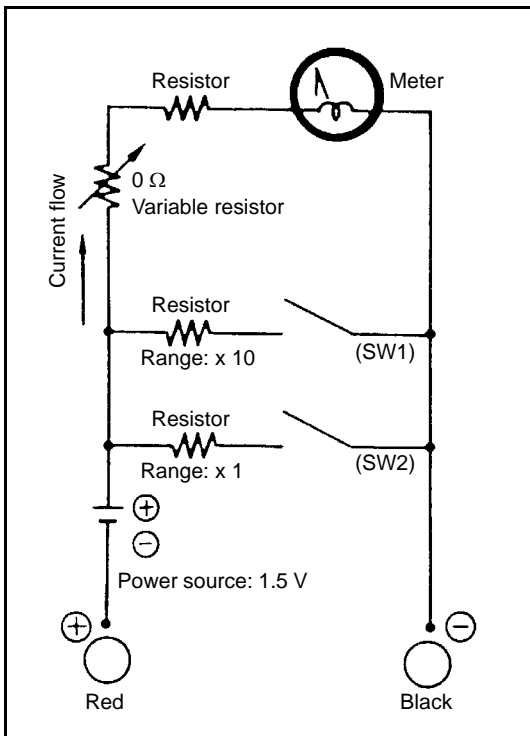 Resistor
Meter
0 Ω
Variable resistor
Current flow
Resistor
Range: x 10
(SW1)
Resistor
Range: x 1
(SW2)
+
−
Power source: 1.5 V
+
−
Red
Black